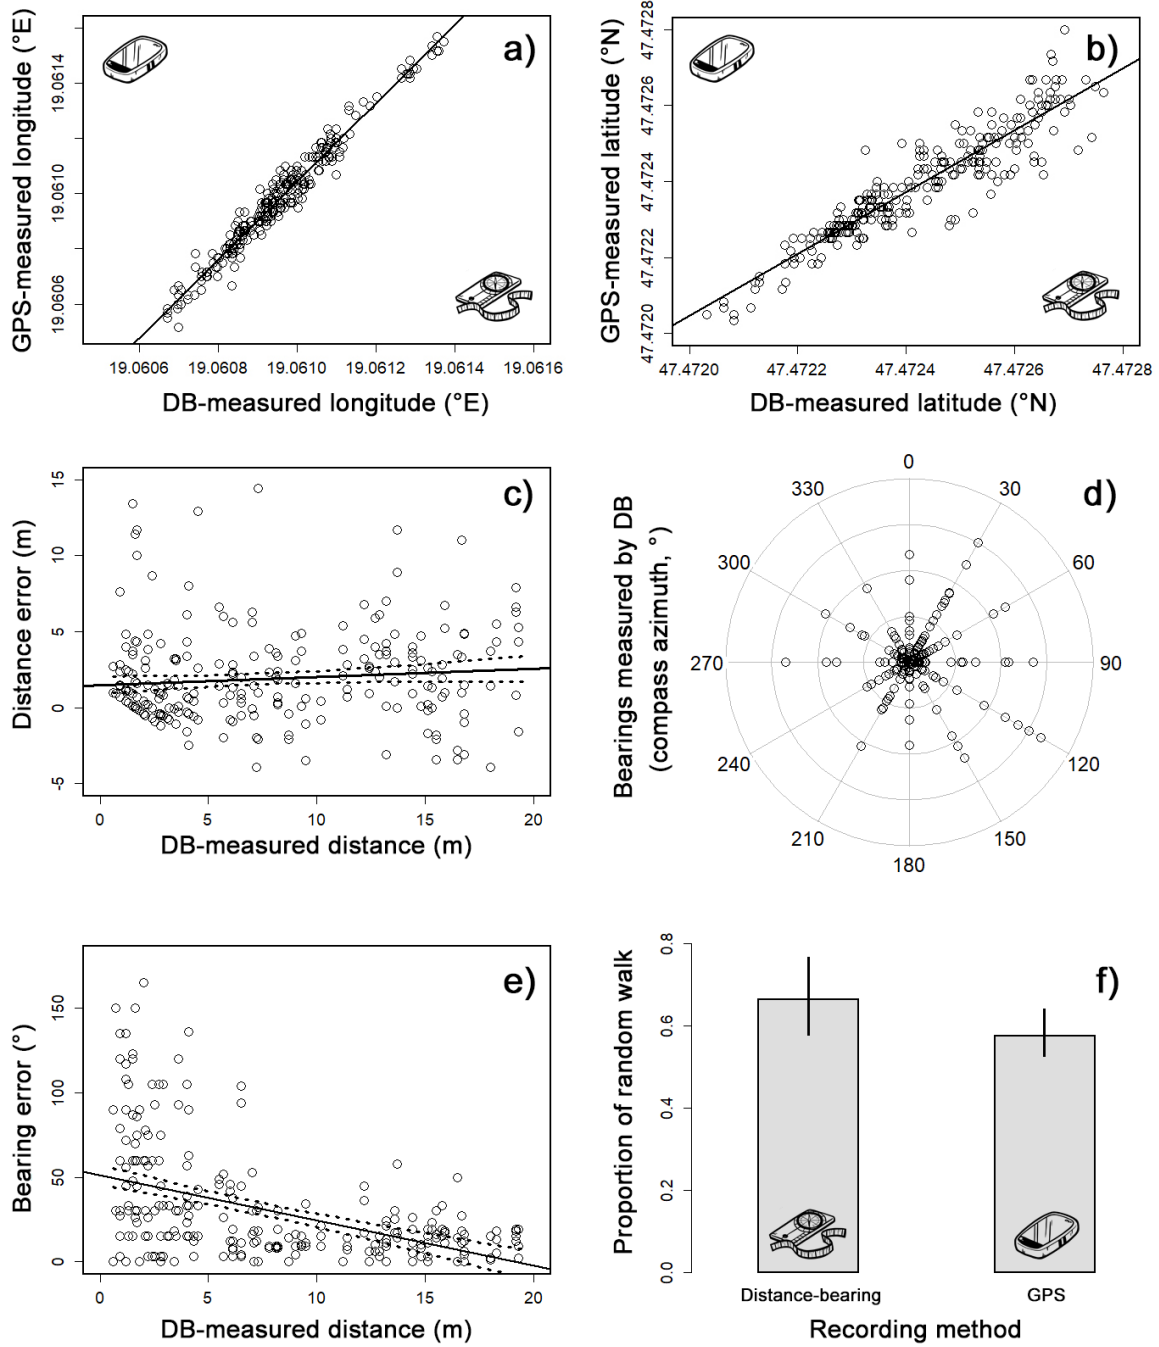 a)
GPS-measured longitude (°E)
19.0614
19.0610
19.0606
19.0606
19.0608
19.0610
19.0612
19.0614
19.0616
DB-measured longitude (°E)
b)
GPS-measured latitude (°N)
47.4728
47.4726
47.4724
47.4722
47.4720
47.4720
47.4722
47.4724
47.4726
47.4728
DB-measured latitude (°N)
c)
Distance error (m)
15
10
5
0
-5
0
5
10
15
20
DB-measured distance (m)
d)
Bearings measured by DB
(compass azimuth, °)
0
30
60
90
120
150
180
210
240
270
300
330
e)
Bearing error (°)
150
100
50
0
0
5
10
15
20
DB-measured distance (m)
f)
Proportion of random walk
0.8
0.6
0.4
0.2
0.0
Distance-bearing
GPS
Recording method